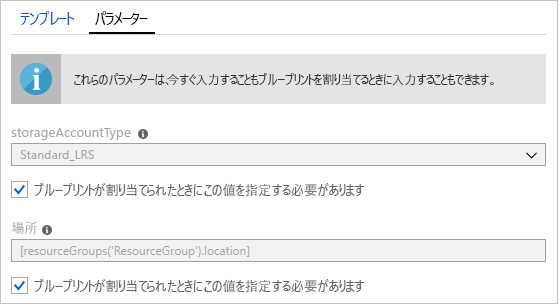 テンプレート パラメーター
これらのパラメーターは、今すぐ入力することもブループリントを割り当てるときに入力することもできます。
storageAccountType
Standard_LRS
ブループリントが割り当てられたときにこの値を指定する必要があります
場所
[resourceGroups('ResourceGroup').location]
ブループリントが割り当てられたときにこの値を指定する必要があります